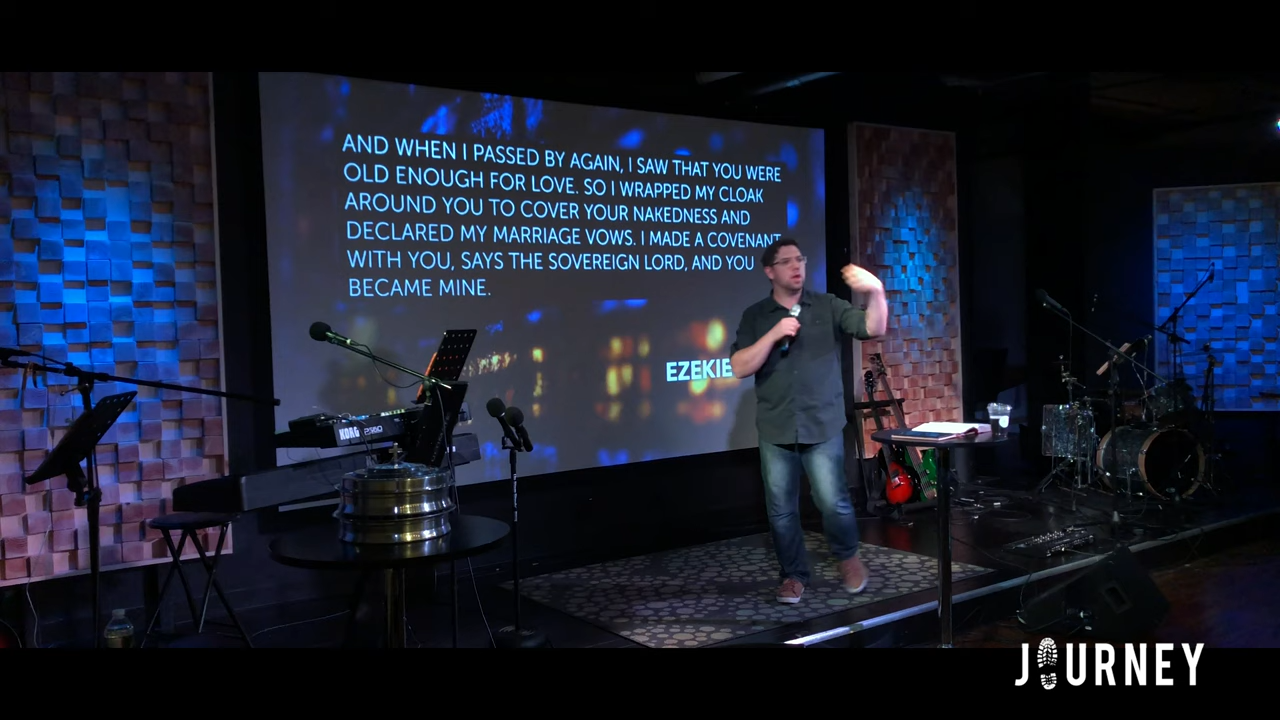 AND WHEN I PASSED BY AGAIN, I SAW THAT YOU WERE
OLD ENOUGH FOR LOVE. SO I WRAPPED MY CLOAK
AROUND YOU TO COVER YOUR NAKEDNESS AND
DECLARED MY MARRIAGE VOWS. I MADE A COVENANT
WITH YOU, SAYS THE SOVEREIGN LORD, AND YOU
BECAME MINE.
EZEKIE
KORG
JOURNEY